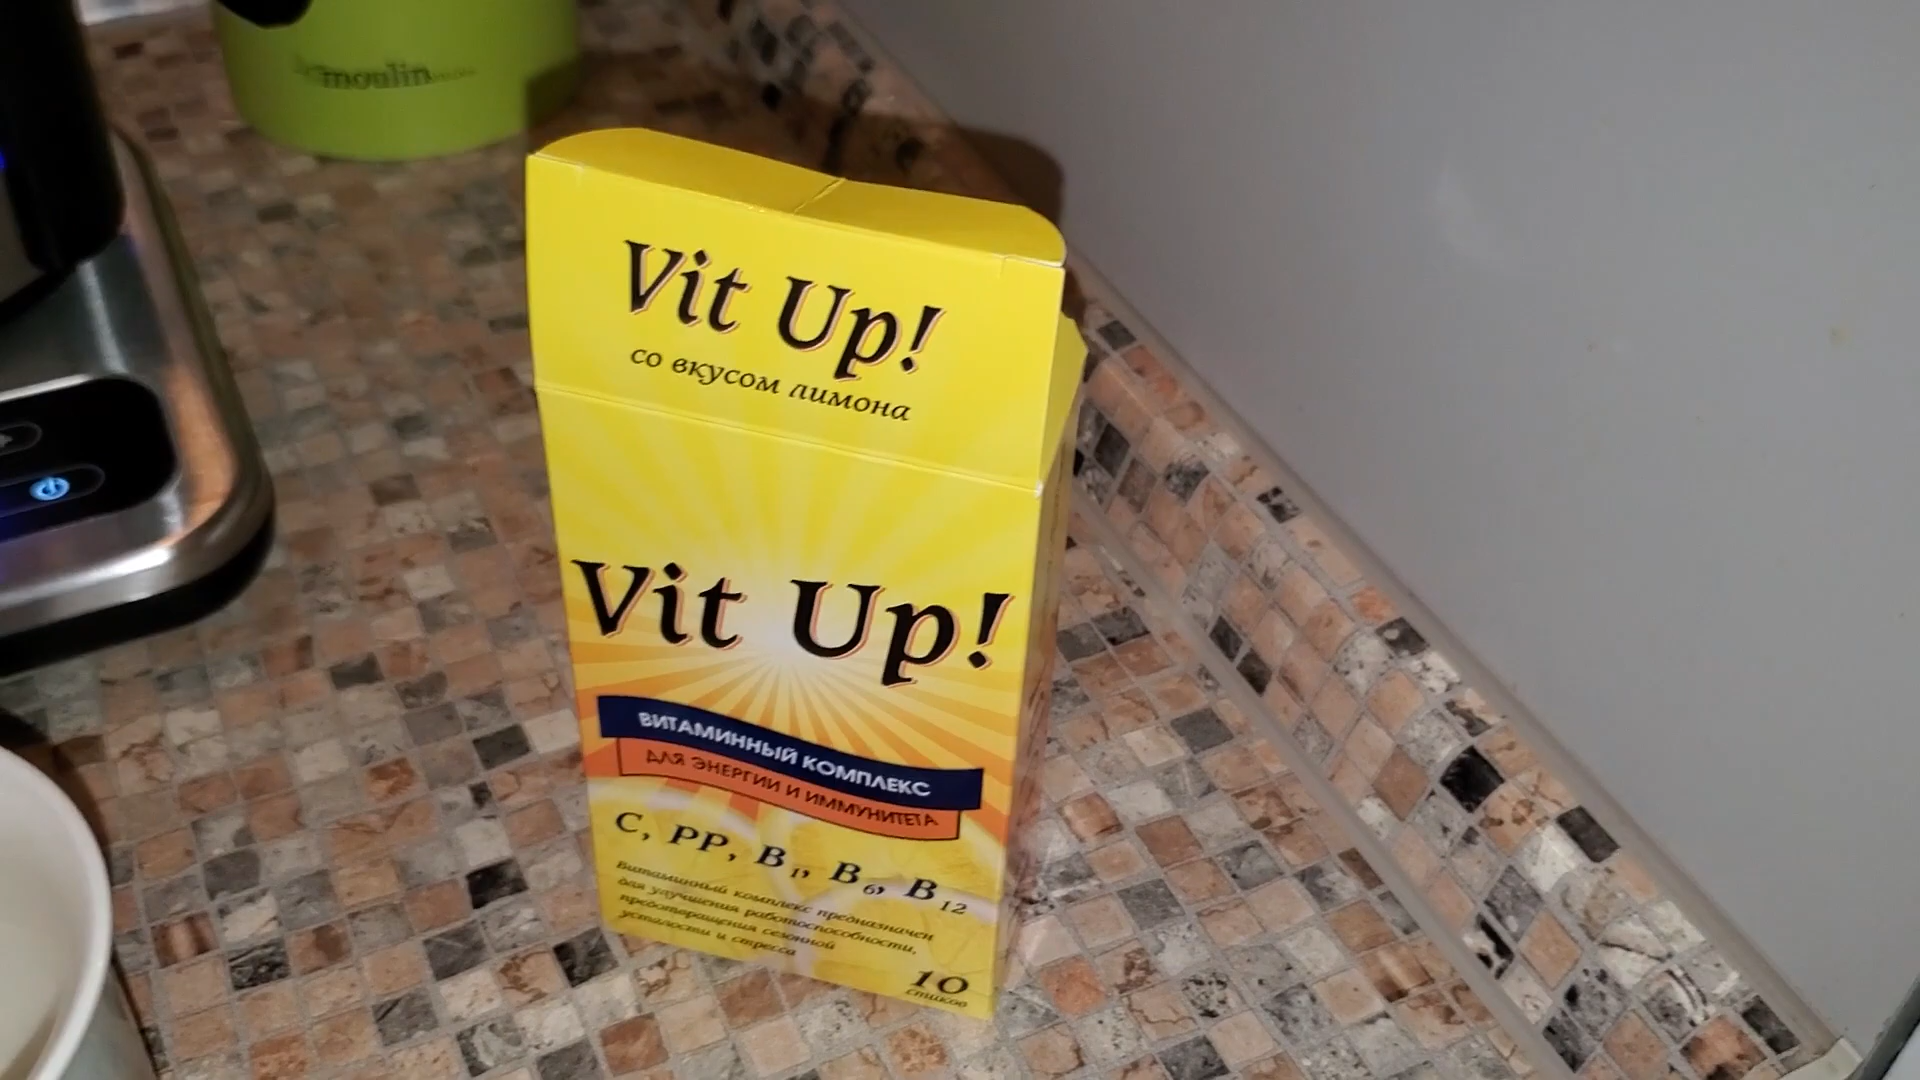 moulin
Vit Up!
со вкусом лимона
Vit Up!
ВИТАМИННЫЙ КОМПЛЕКС
ДЛЯ ЭНЕРГИИ И ИММУНИТЕТА
C, PP, B1, B6, B12
Витаминный комплекс предназначен
для улучшения работоспособности,
предотвращения сезонной
усталости и стресса
10
стиков